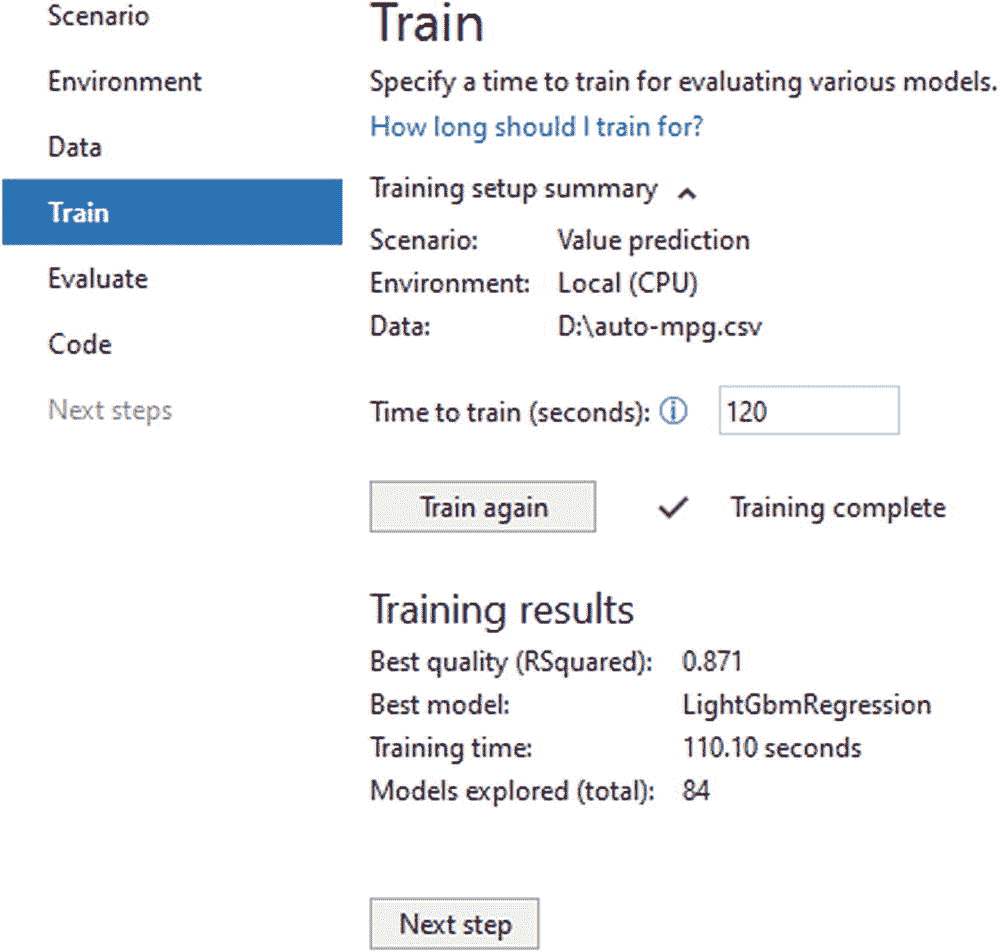 Scenario
Environment
Data
Train
Evaluate
Code
Next steps
Train
Specify a time to train for evaluating various models.
How long should I train for?
Training setup summary
Scenario: Value prediction
Environment: Local (CPU)
Data: D:\auto-mpg.csv
Time to train (seconds): 120
Train again
Training complete
Training results
Best quality (RSquared): 0.871
Best model: LightGbmRegression
Training time: 110.10 seconds
Models explored (total): 84
Next step